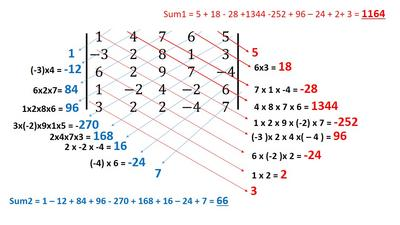 Sum1 = 5 + 18 - 28 +1344 -252 + 96 – 24 + 2+ 3 = 1164
1 4 7 6 5
-3 2 8 1 3
6 2 9 7 -4
1 -2 4 -2 6
3 2 2 -4 7
1
(-3)x4 = -12
6x2x7= 84
1x2x8x6 = 96
3x(-2)x9x1x5 = -270
2x4x7x3 = 168
2 x -2 x -4 = 16
(-4) x 6 = -24
7
5
6x3 = 18
7 x 1 x -4 = -28
4 x 8 x 7 x 6 = 1344
1 x 2 x 9 x (-2) x 7 = -252
(-3 )x 2 x 4 x( – 4 ) = 96
6 x (-2 )x 2 = -24
1 x 2 = 2
3
Sum2 = 1 – 12 + 84 + 96 - 270 + 168 + 16 – 24 + 7 = 66